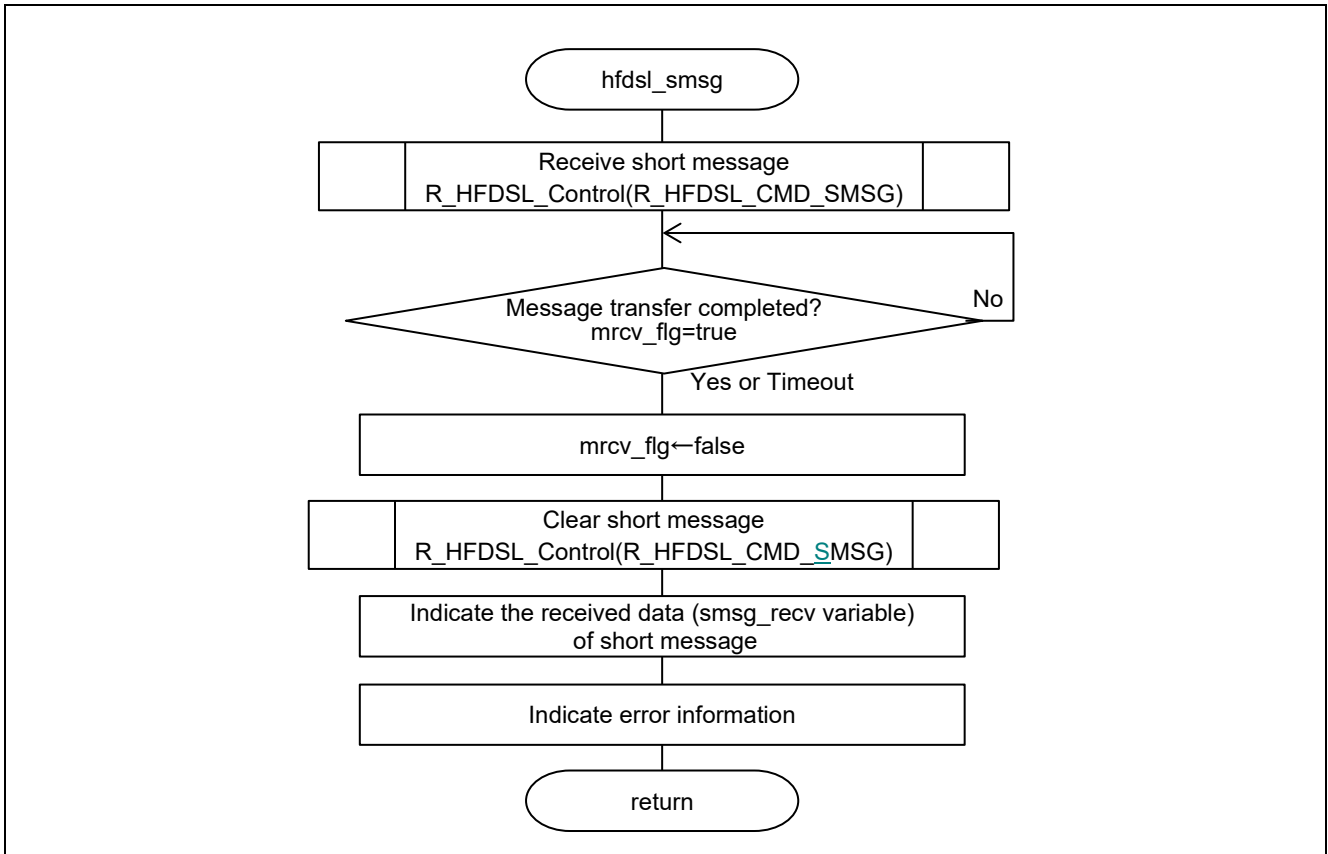 hfdsl_smsg
Receive short message
R_HFDSL_Control(R_HFDSL_CMD_SMSG)
No
Message transfer completed?
mrcv_flg=true
Yes or Timeout
mrcv_flg←false
Clear short message
R_HFDSL_Control(R_HFDSL_CMD_SMSG)
Indicate the received data (smsg_recv variable)
of short message
Indicate error information
return